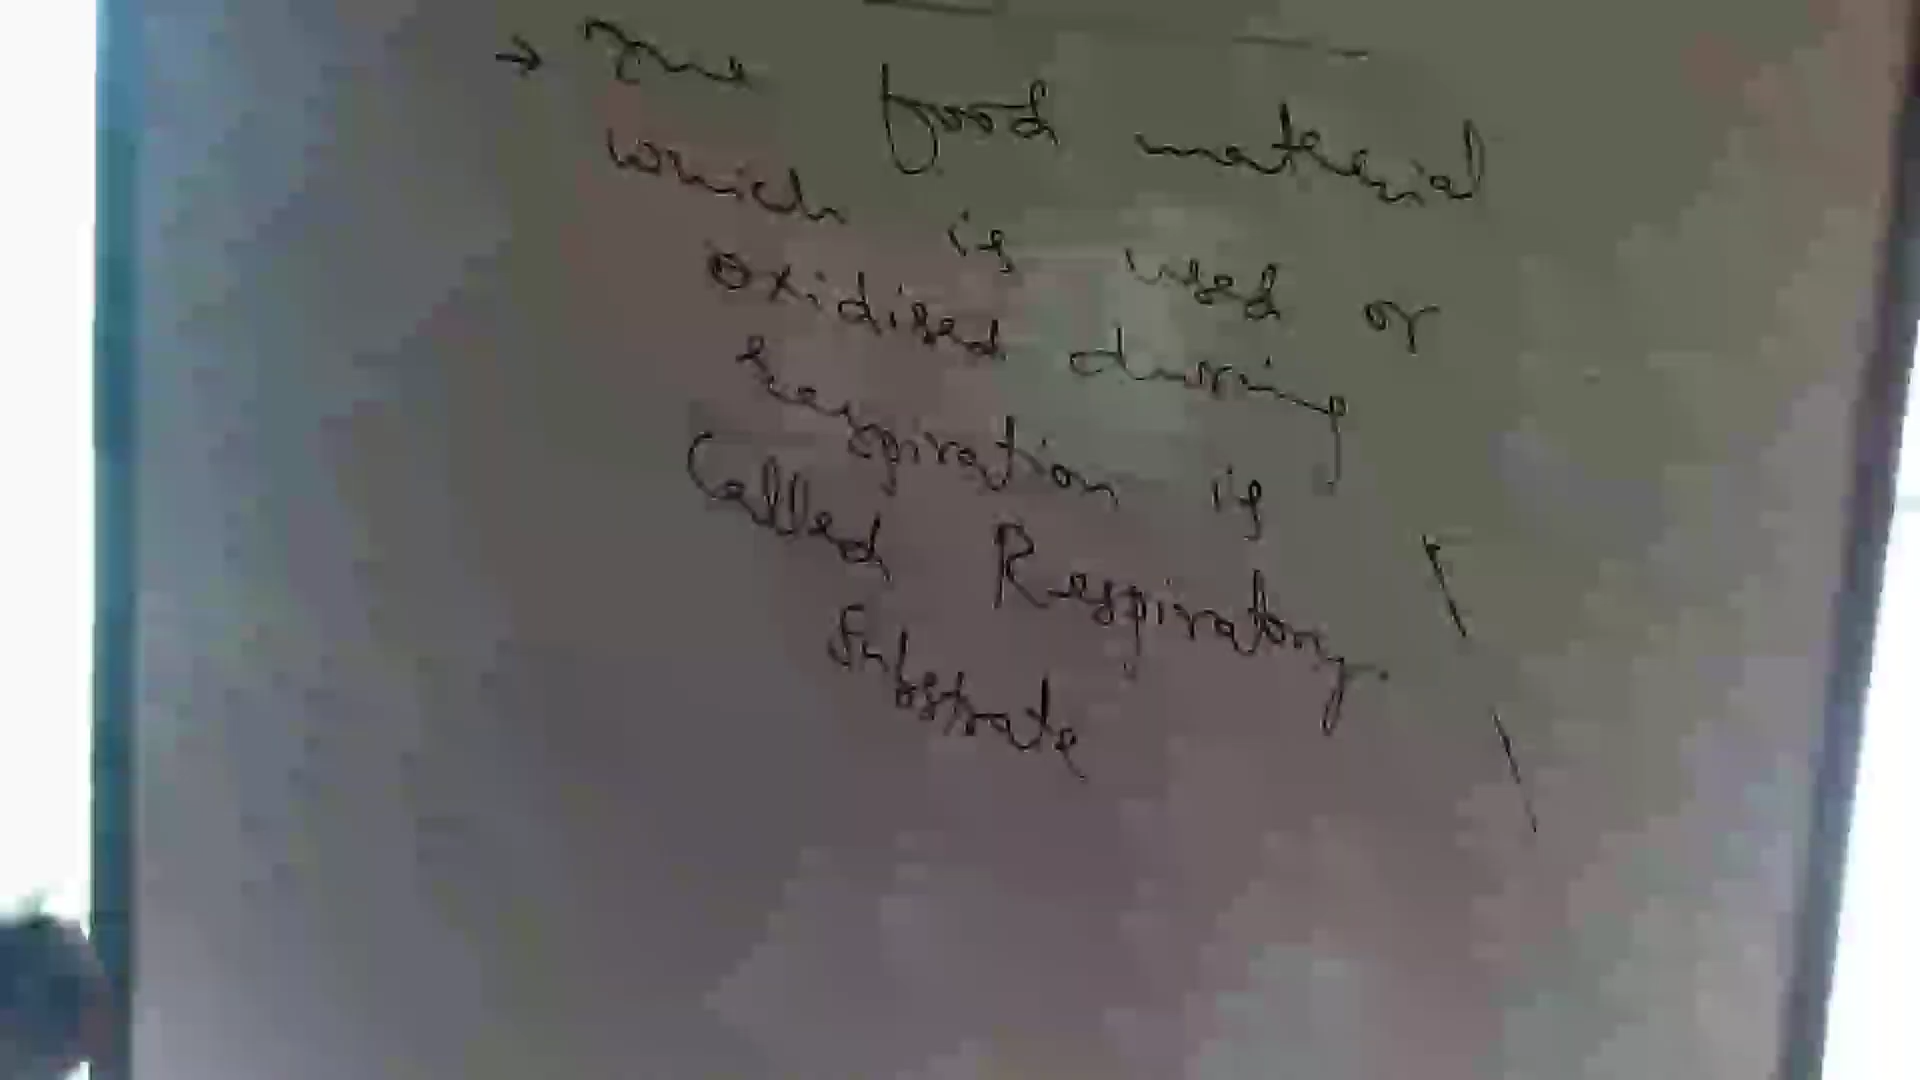 → The food material
which is used or
oxidised during
respiration is
Called Respiratory.
Substrate